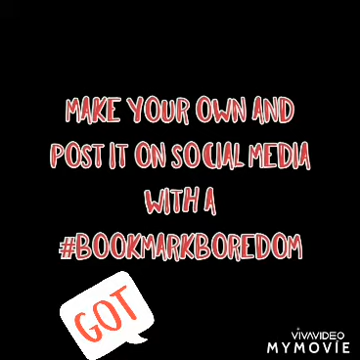 MAKE YOUR OWN AND
POST IT ON SOCIAL MEDIA
WITH A
#BOOKMARKBOREDOM
GOT
VIVAVIDEO
MYMOVIE